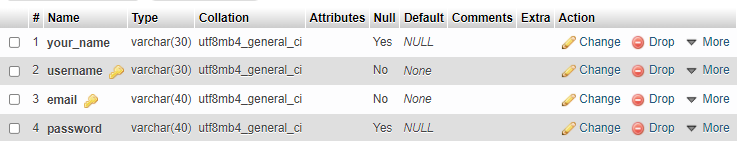 # Name Type Collation Attributes Null Default Comments Extra Action
1 your_name varchar(30) utf8mb4_general_ci Yes NULL Change Drop More
2 username varchar(30) utf8mb4_general_ci No None Change Drop More
3 email varchar(40) utf8mb4_general_ci No None Change Drop More
4 password varchar(40) utf8mb4_general_ci Yes NULL Change Drop More